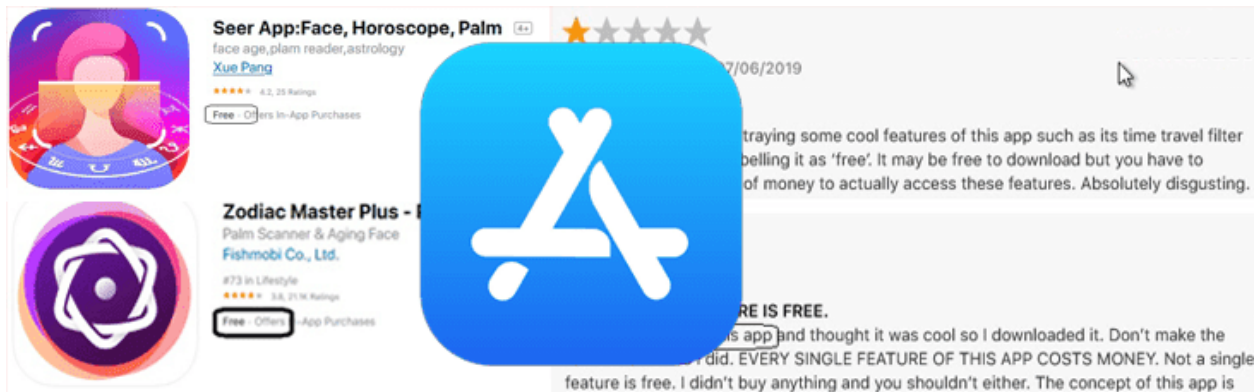 Seer App:Face, Horoscope, Palm 4+
face age,plam reader,astrology
Xue Pang
4.2, 25 Ratings
Free - Offers In-App Purchases
Zodiac Master Plus -
Palm Scanner & Aging Face
Fishmobi Co., Ltd.
#73 in Lifestyle
3.8, 21.1K Ratings
Free - Offers In-App Purchases
7/06/2019
traying some cool features of this app such as its time travel filter
belling it as ‘free’. It may be free to download but you have to
of money to actually access these features. Absolutely disgusting.
RE IS FREE.
is app and thought it was cool so I downloaded it. Don’t make the
I did. EVERY SINGLE FEATURE OF THIS APP COSTS MONEY. Not a single
feature is free. I didn’t buy anything and you shouldn’t either. The concept of this app is